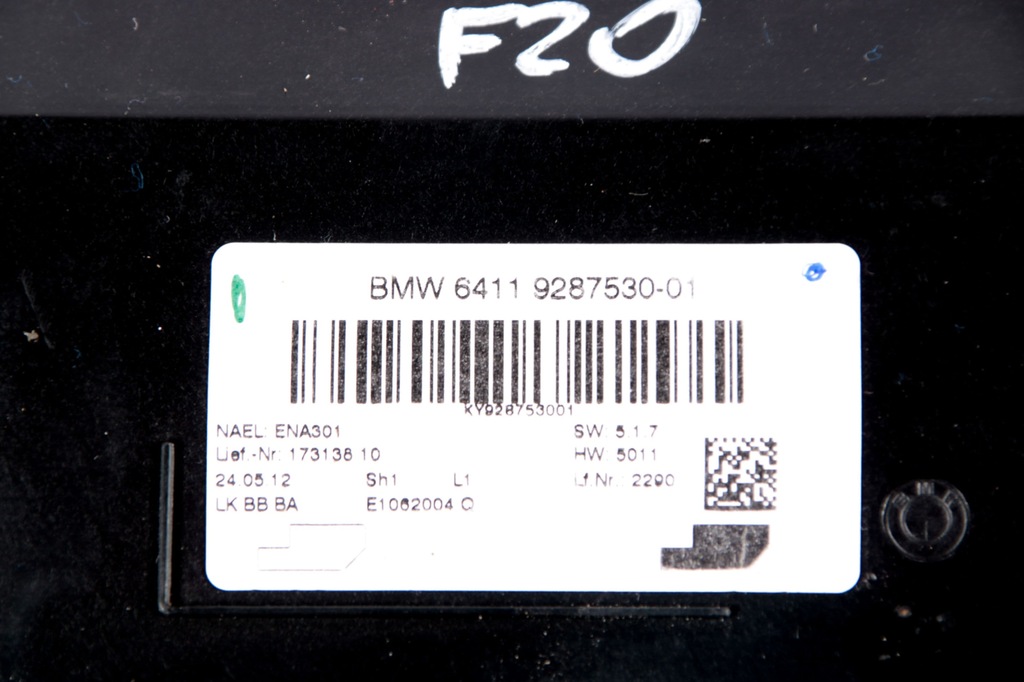 F20
BMW 6411 9287530-01
KY928753001
NAEL: ENA301
SW: 5.1.7
Lief.-Nr: 173138 10
HW: 5011
24.05.12 Sh1 L1
Lf.Nr.: 2290
LK BB BA E1062004 Q
BMW